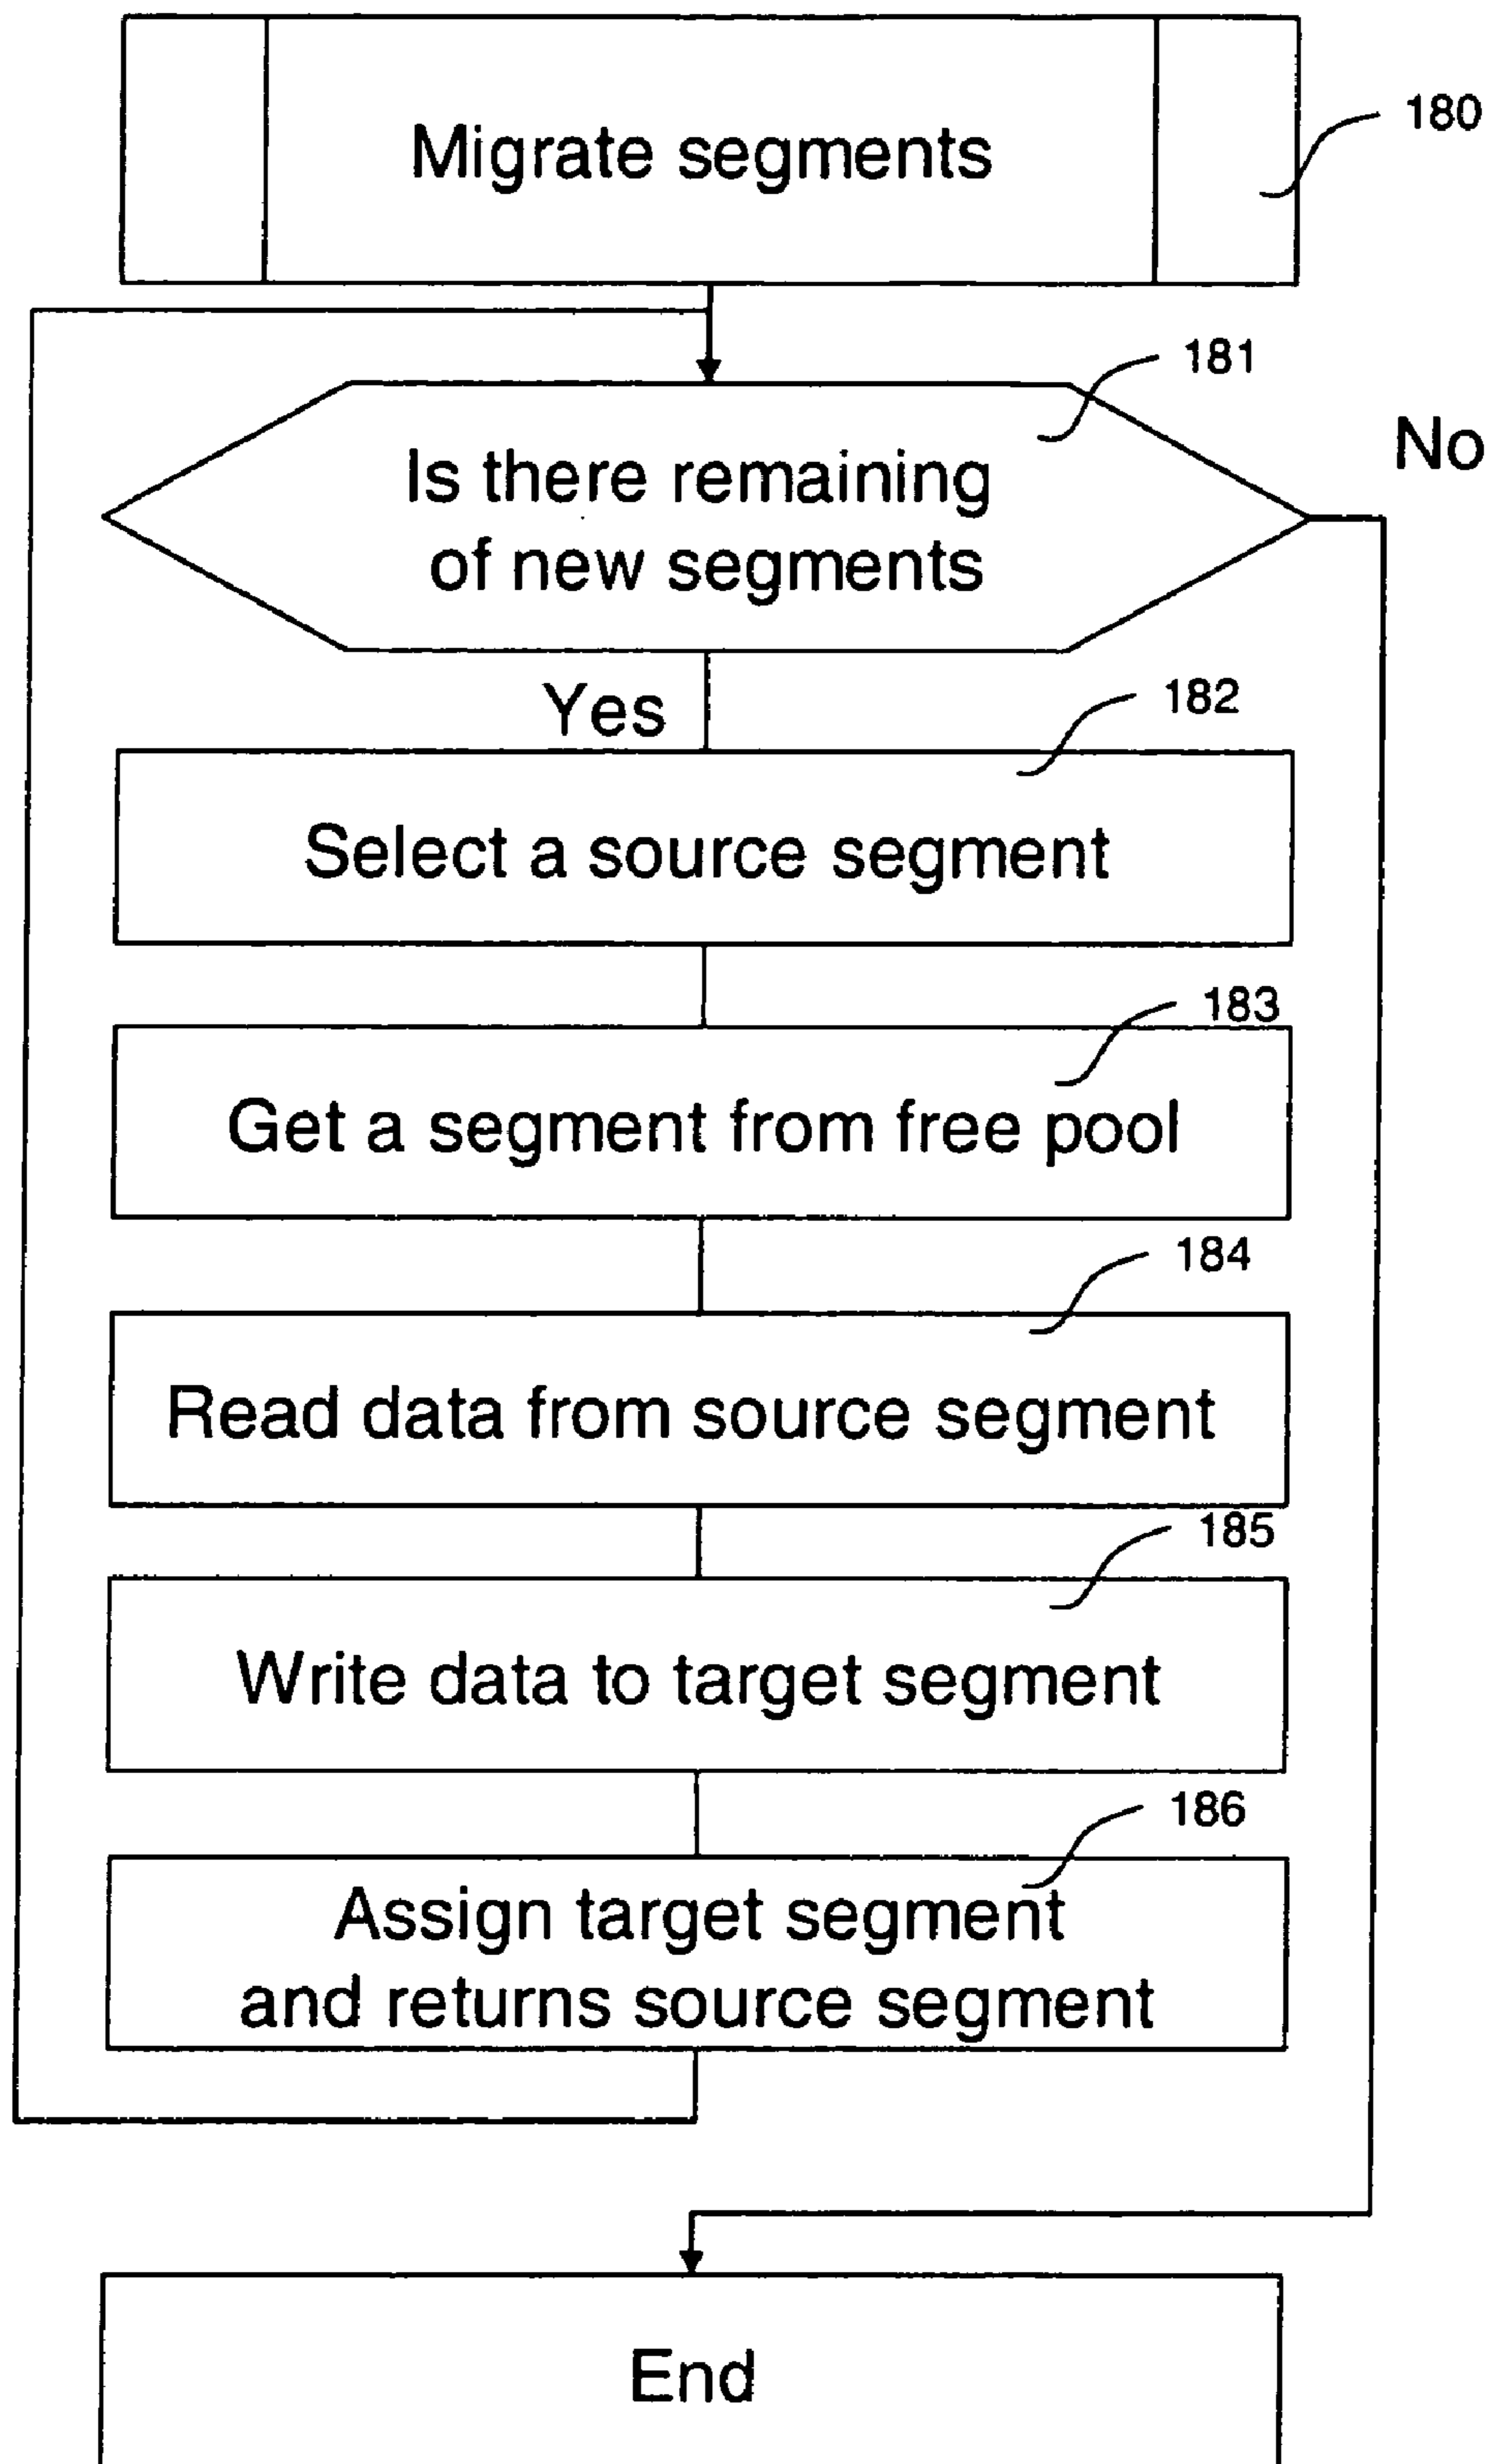 Migrate segments
180
181
No
Is there remaining
of new segments
Yes
182
Select a source segment
183
Get a segment from free pool
184
Read data from source segment
185
Write data to target segment
186
Assign target segment
and returns source segment
End